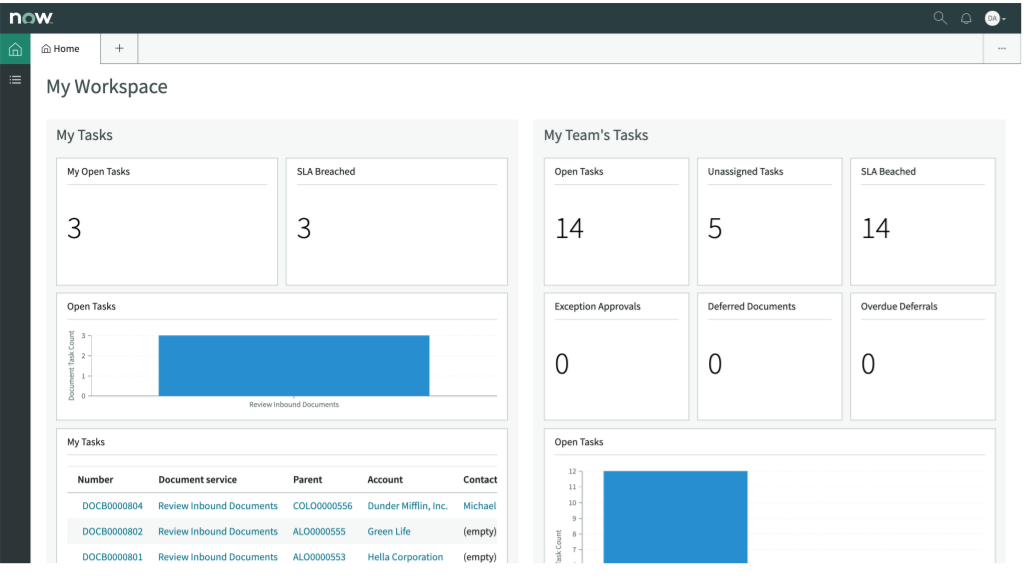 now.
DA
Home
+
...
My Workspace
My Tasks
My Open Tasks
3
SLA Breached
3
Open Tasks
Document Task Count
3
2
1
0
Review Inbound Documents
My Tasks
Number Document service Parent Account Contact
DOCB0000804 Review Inbound Documents COLO0000556 Dunder Mifflin, Inc. Michael
DOCB0000802 Review Inbound Documents ALO0000555 Green Life (empty)
DOCB0000801 Review Inbound Documents ALO0000553 Hella Corporation (empty)
My Team's Tasks
Open Tasks
14
Unassigned Tasks
5
SLA Beached
14
Exception Approvals
0
Deferred Documents
0
Overdue Deferrals
0
Open Tasks
12
11
10
9
8
7
Count